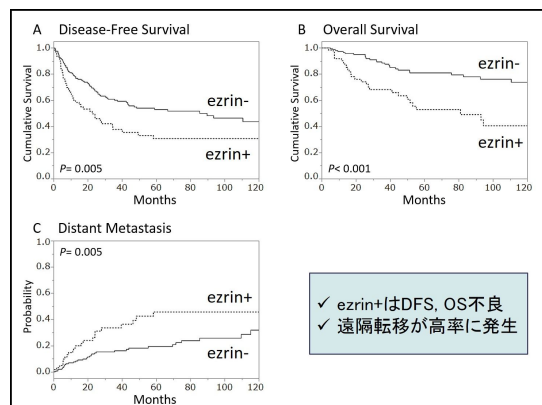 A Disease-Free Survival
1.0
0.8
0.6
0.4
0.2
0.0
Cumulative Survival
ezrin-
ezrin+
P= 0.005
0 20 40 60 80 100 120
Months
B Overall Survival
1.0
0.8
0.6
0.4
0.2
0.0
Cumulative Survival
ezrin-
ezrin+
P< 0.001
0 20 40 60 80 100 120
Months
C Distant Metastasis
1.0
0.8
0.6
0.4
0.2
0.0
Probability
P= 0.005
ezrin+
ezrin-
0 20 40 60 80 100 120
Months
✓ ezrin+はDFS, OS不良
✓ 遠隔転移が高率に発生